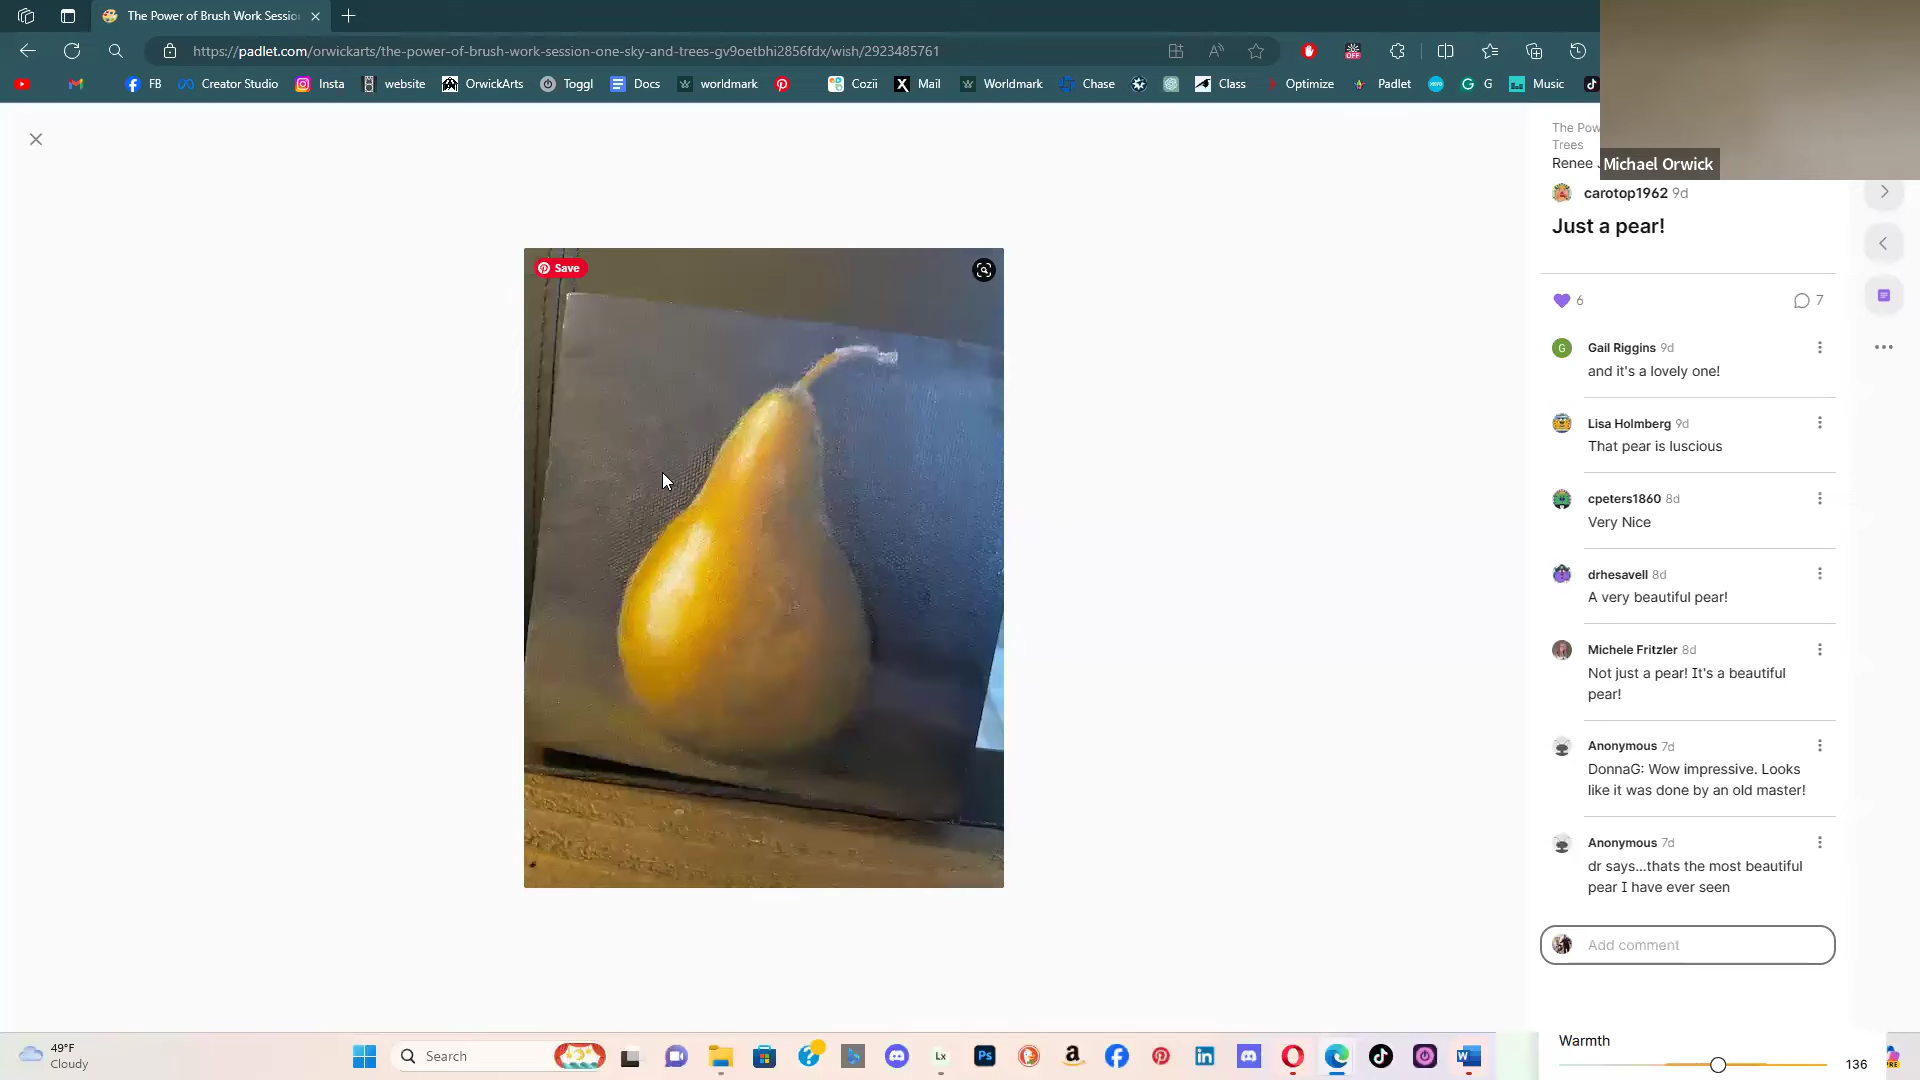 The Power of Brush Work Sessio
https://padlet.com/orwickarts/the-power-of-brush-work-session-one-sky-and-trees-gv9oetbhi2856fdx/wish/2923485761
FB
Creator Studio
Insta
website
OrwickArts
Toggl
Docs
worldmark
Cozii
Mail
Worldmark
Chase
Class
Optimize
Padlet
G
Music
OFF
Michael Orwick
The Pow
Trees
Renee
carotop1962 9d
Just a pear!
6
7
Save
G
Gail Riggins 9d
and it's a lovely one!
Lisa Holmberg 9d
That pear is luscious
cpeters1860 8d
Very Nice
drhesavell 8d
A very beautiful pear!
Michele Fritzler 8d
Not just a pear! It's a beautiful
pear!
Anonymous 7d
DonnaG: Wow impressive. Looks
like it was done by an old master!
Anonymous 7d
dr says...thats the most beautiful
pear I have ever seen
Add comment
Warmth
136
49°F
Cloudy
Search
Lx
Ps
PRE